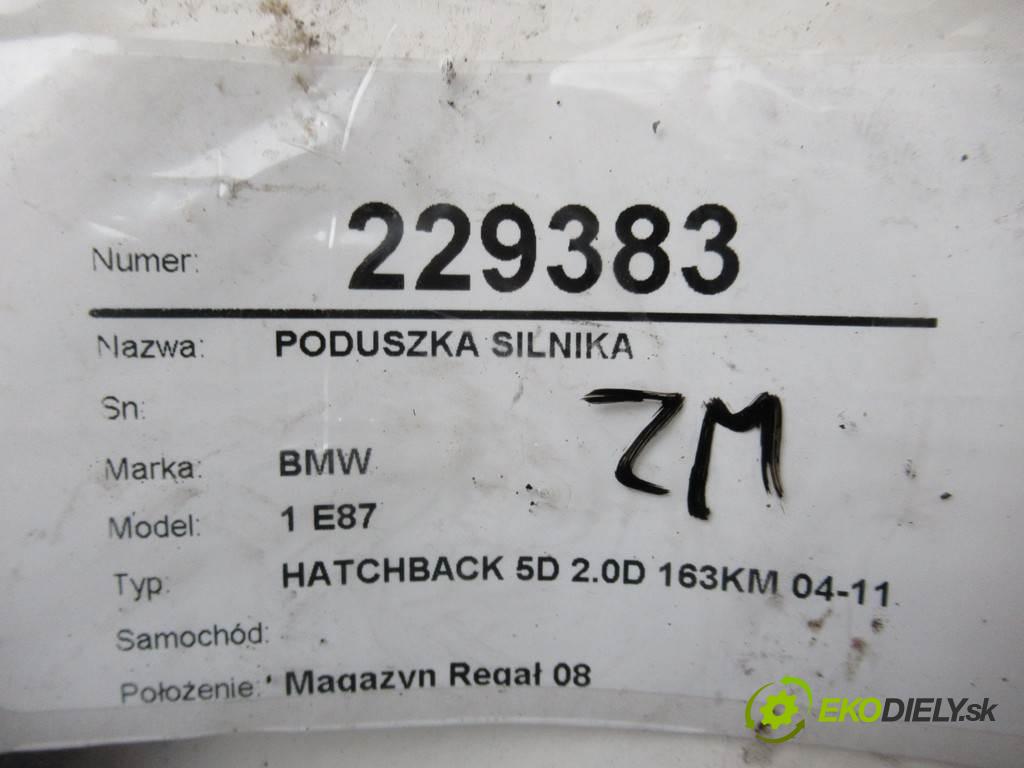 Numer: 229383
Nazwa: PODUSZKA SILNIKA
Sn:
ZM
Marka: BMW
Model: 1 E87
Typ: HATCHBACK 5D 2.0D 163KM 04-11
Samochód:
Położenie: Magazyn Regał 08
EKODIELY.sk